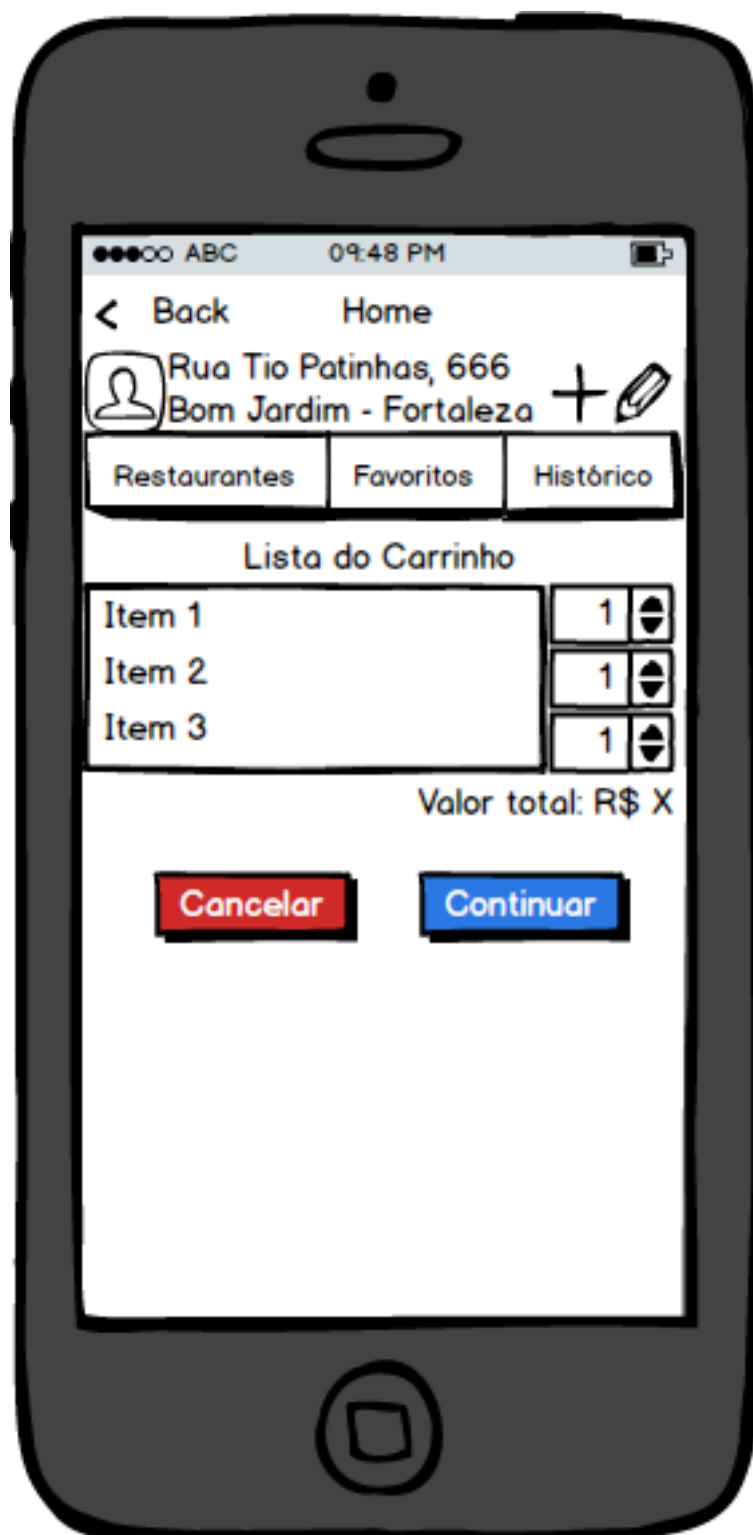 ABC 09:48 PM
Back Home
Rua Tio Patinhas, 666
Bom Jardim - Fortaleza
Restaurantes Favoritos Histórico
Lista do Carrinho
Item 1 1
Item 2 1
Item 3 1
Valor total: R$ X
Cancelar Continuar